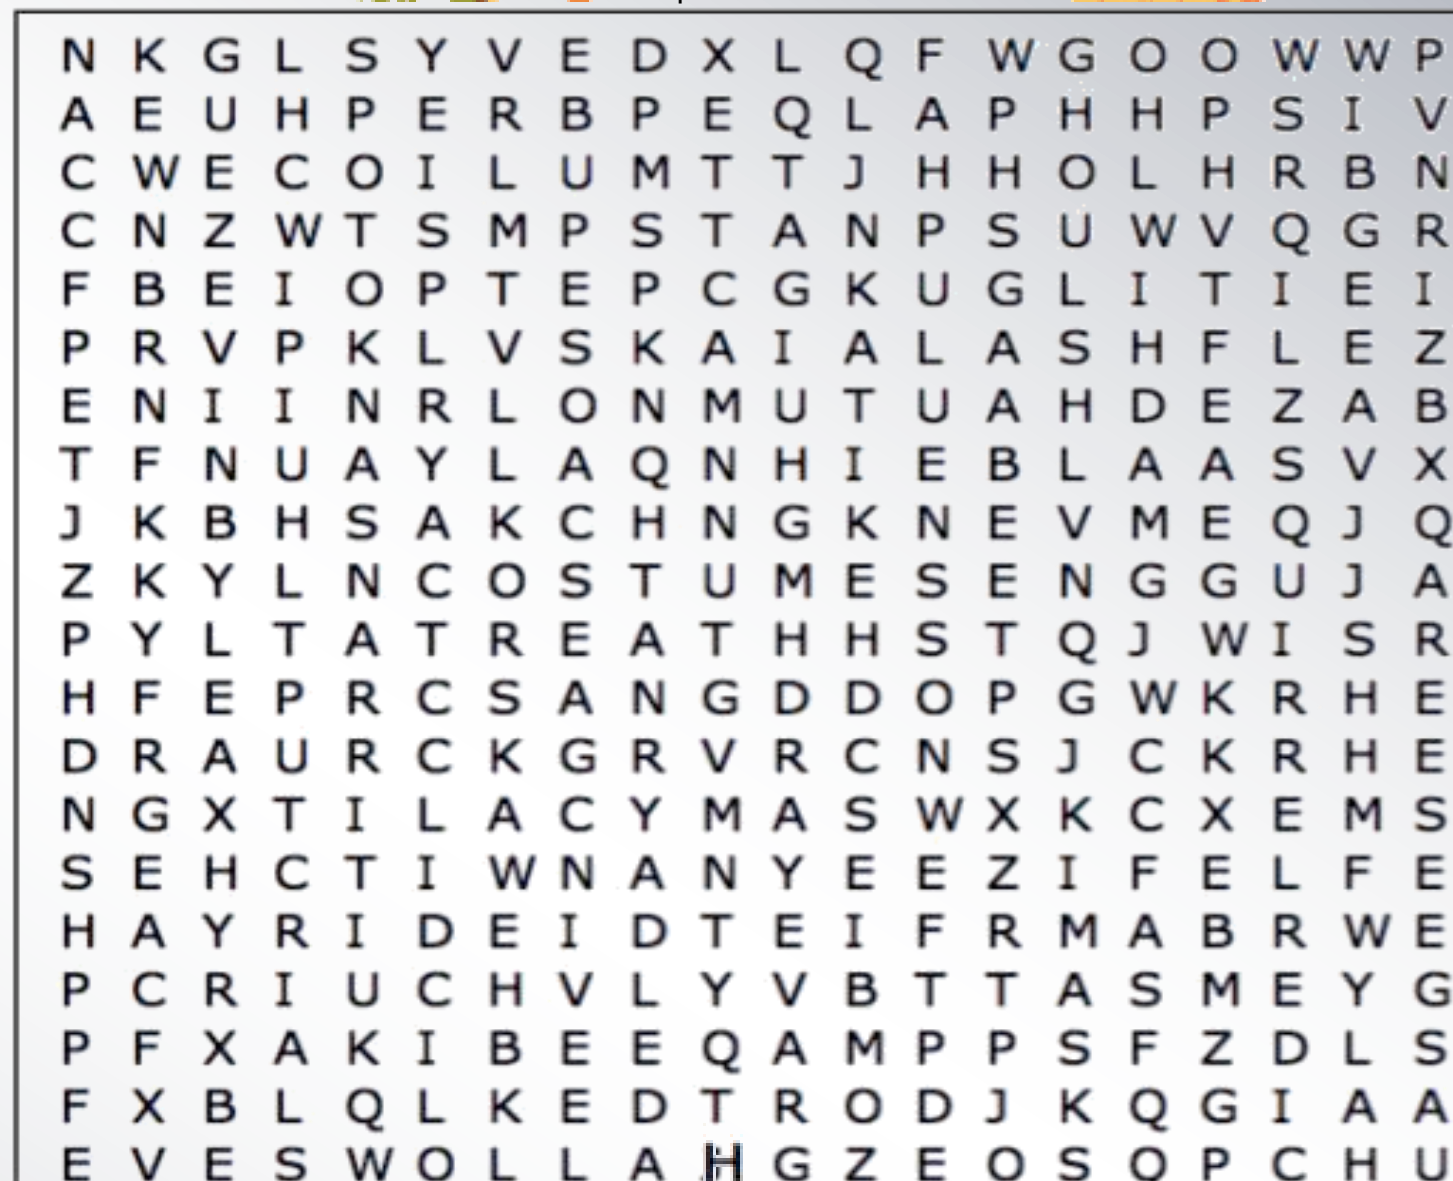 N K G L S Y V E D X L Q F W G O O W W P
A E U H P E R B P E Q L A P H H P S I V
C W E C O I L U M T T J H H O L H R B N
C N Z W T S M P S T A N P S U W V Q G R
F B E I O P T E P C G K U G L I T I E I
P R V P K L V S K A I A L A S H F L E Z
E N I I N R L O N M U T U A H D E Z A B
T F N U A Y L A Q N H I E B L A A S V X
J K B H S A K C H N G K N E V M E Q J Q
Z K Y L N C O S T U M E S E N G G U J A
P Y L T A T R E A T H H S T Q J W I S R
H F E P R C S A N G D D O P G W K R H E
D R A U R C K G R V R C N S J C K R H E
N G X T I L A C Y M A S W X K C X E M S
S E H C T I W N A N Y E E Z I F E L F E
H A Y R I D E I D T E I F R M A B R W E
P C R I U C H V L Y V B T T A S M E Y G
P F X A K I B E E Q A M P P S F Z D L S
F X B L Q L K E D T R O D J K Q G I A A
E V E S W O L L A H G Z E O S O P C H U